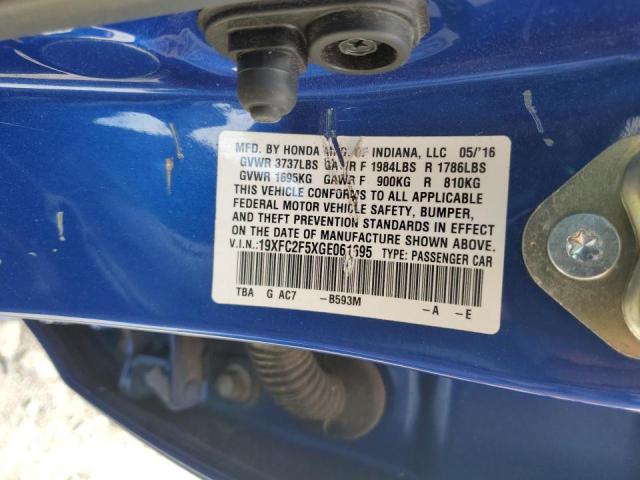 MFD. BY HONDA MFG. OF INDIANA, LLC 05/'16
GVWR 3737LBS GAWR F 1984LBS R 1786LBS
GVWR 1695KG GAWR F 900KG R 810KG
THIS VEHICLE CONFORMS TO ALL APPLICABLE
FEDERAL MOTOR VEHICLE SAFETY, BUMPER,
AND THEFT PREVENTION STANDARDS IN EFFECT
ON THE DATE OF MANUFACTURE SHOWN ABOVE.
V.I.N.: TYPE: PASSENGER CAR
TBA G AC7 -B593M -A -E